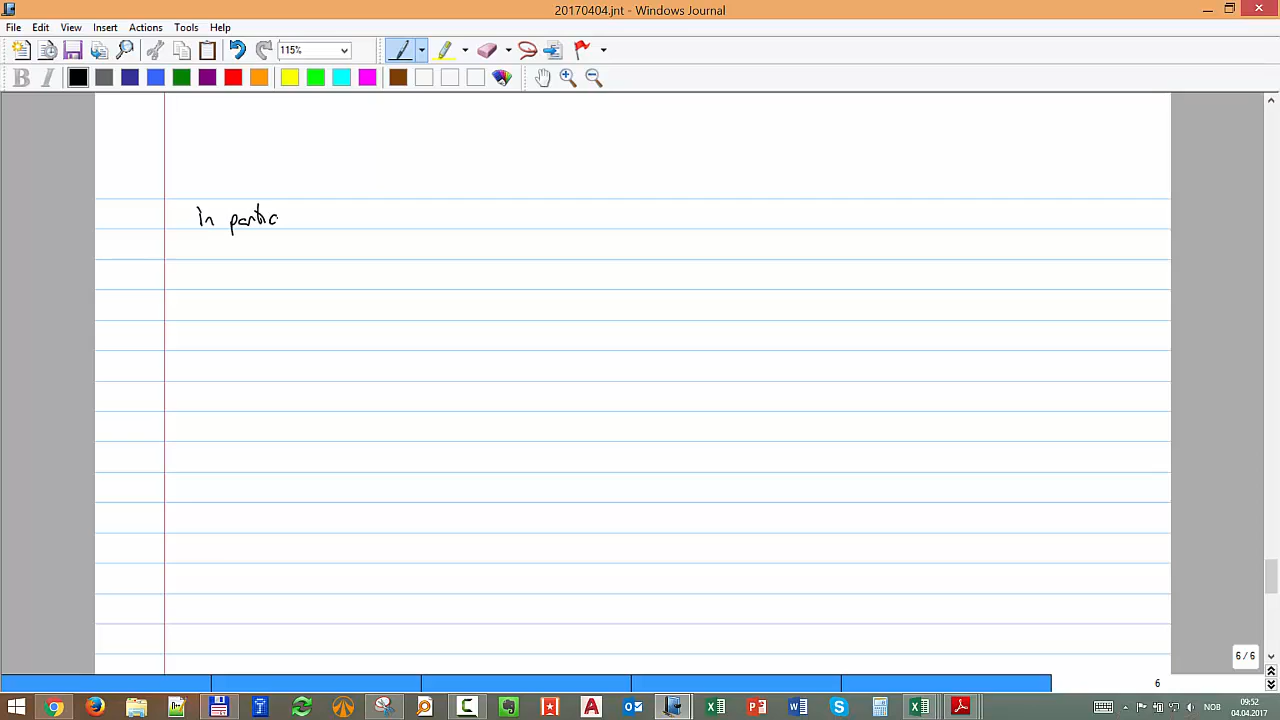 20170404.jnt - Windows Journal
File Edit View Insert Actions Tools Help
115%
B I
In partic
6 / 6
6
NOB
09:52
04.04.2017